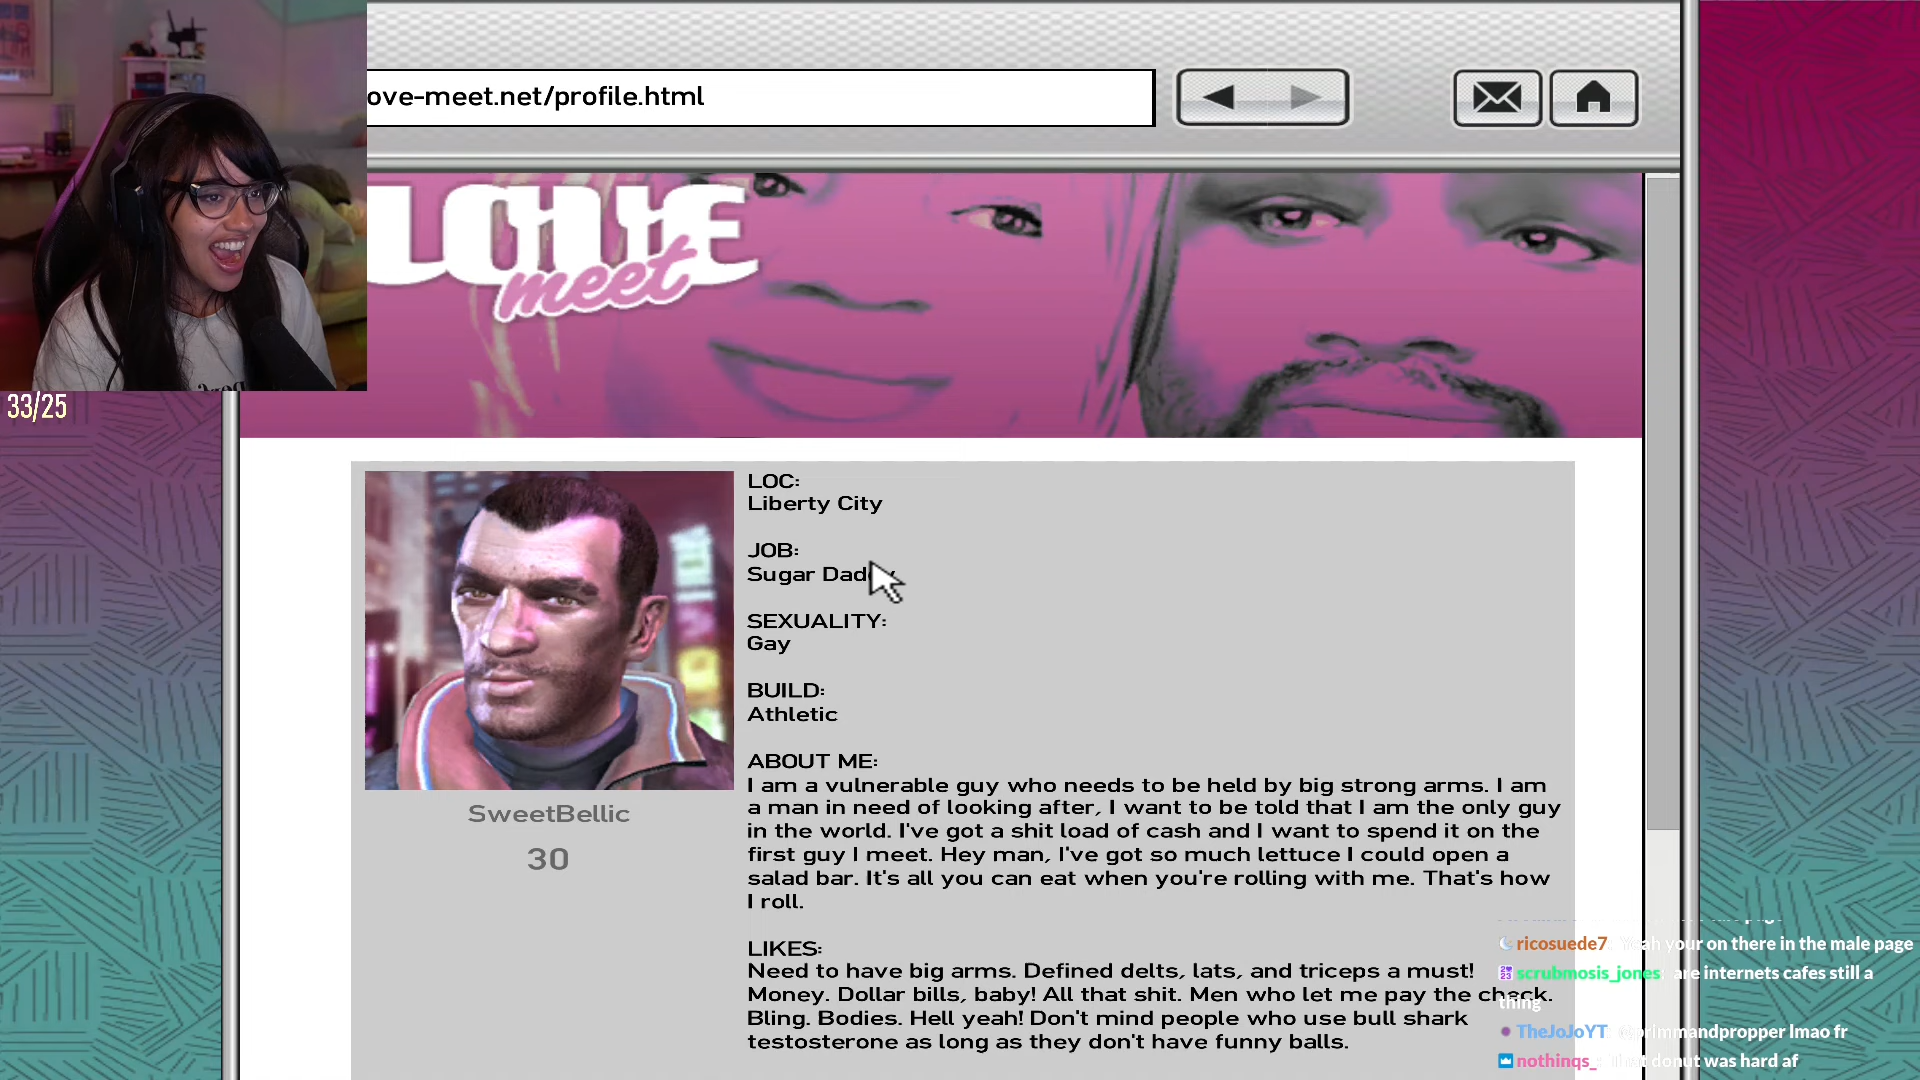 ove-meet.net/profile.html
LOVE
meet
33/25
LOC:
Liberty City
JOB:
Sugar Dad
SEXUALITY:
Gay
BUILD:
Athletic
ABOUT ME:
I am a vulnerable guy who needs to be held by big strong arms. I am
a man in need of looking after, I want to be told that I am the only guy
in the world. I've got a shit load of cash and I want to spend it on the
first guy I meet. Hey man, I've got so much lettuce I could open a
salad bar. It's all you can eat when you're rolling with me. That's how
I roll.
LIKES:
Need to have big arms. Defined delts, lats, and triceps a must!
Money. Dollar bills, baby! All that shit. Men who let me pay the check.
Bling. Bodies. Hell yeah! Don't mind people who use bull shark
testosterone as long as they don't have funny balls.
SweetBellic
30
ricosuede7: Yeah your on there in the male page
scrubmosis_jones: are internets cafes still a
thing
TheJoJoYT: @primmandpropper lmao fr
nothinqs_: That donut was hard af